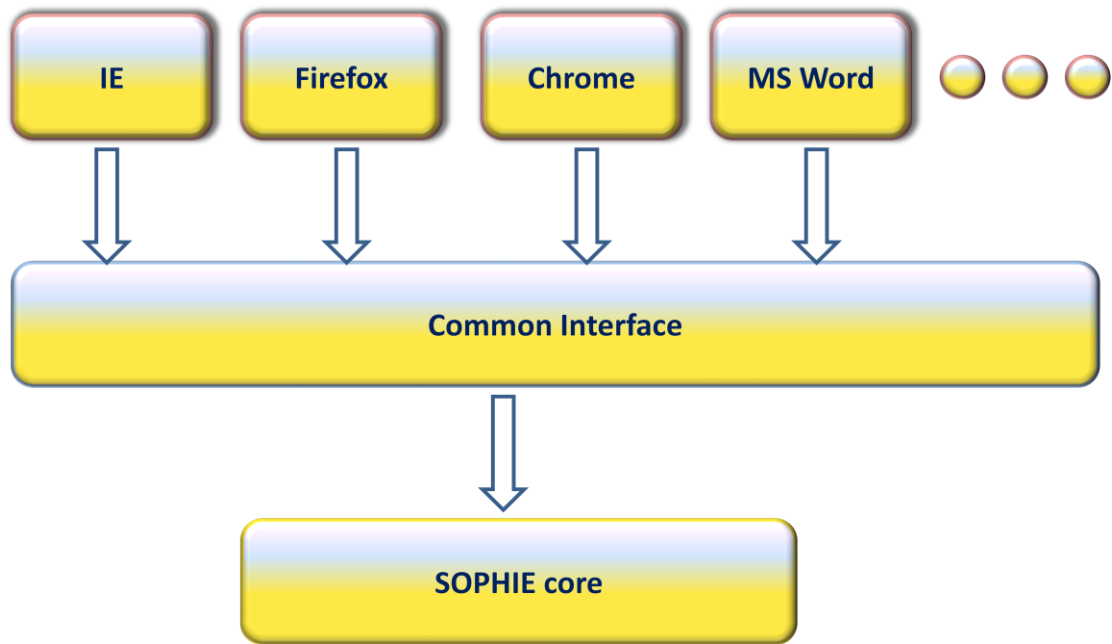 IE
Firefox
Chrome
MS Word
Common Interface
SOPHIE core